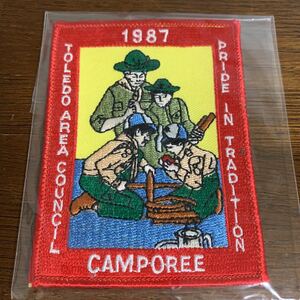 1987
TOLEDO AREA COUNCIL
PRIDE IN TRADITION
CAMPOREE